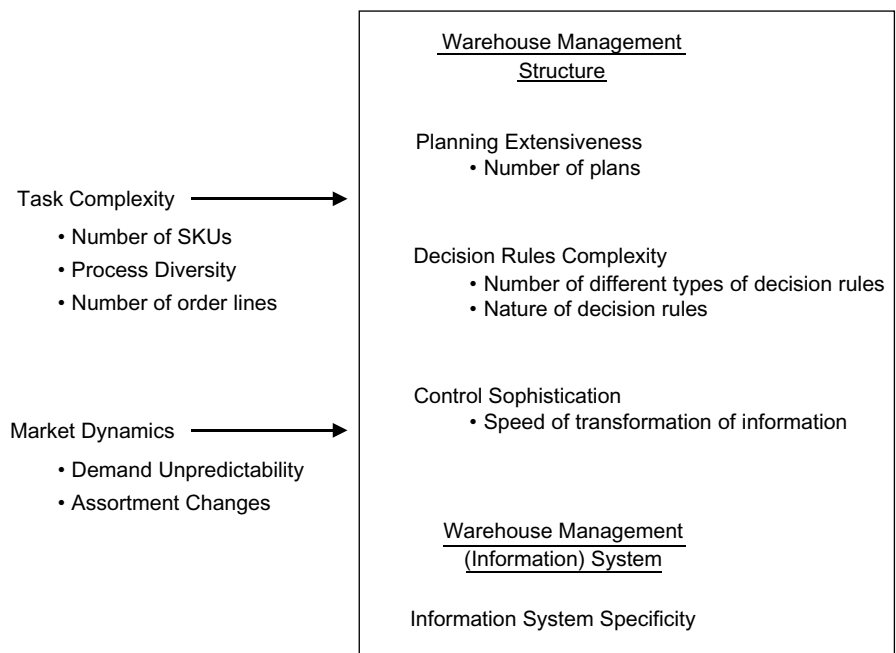 Warehouse Management
Structure
Planning Extensiveness
• Number of plans
Task Complexity
• Number of SKUs
• Process Diversity
• Number of order lines
Decision Rules Complexity
• Number of different types of decision rules
• Nature of decision rules
Control Sophistication
• Speed of transformation of information
Market Dynamics
• Demand Unpredictability
• Assortment Changes
Warehouse Management
(Information) System
Information System Specificity